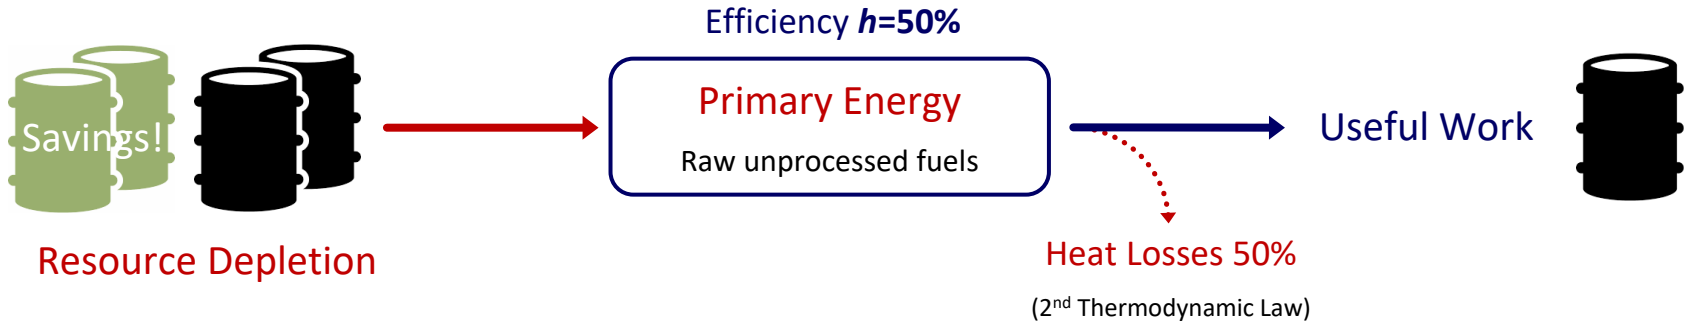 Efficiency h=50%
Savings!
Primary Energy
Raw unprocessed fuels
Useful Work
Resource Depletion
Heat Losses 50%
(2nd Thermodynamic Law)